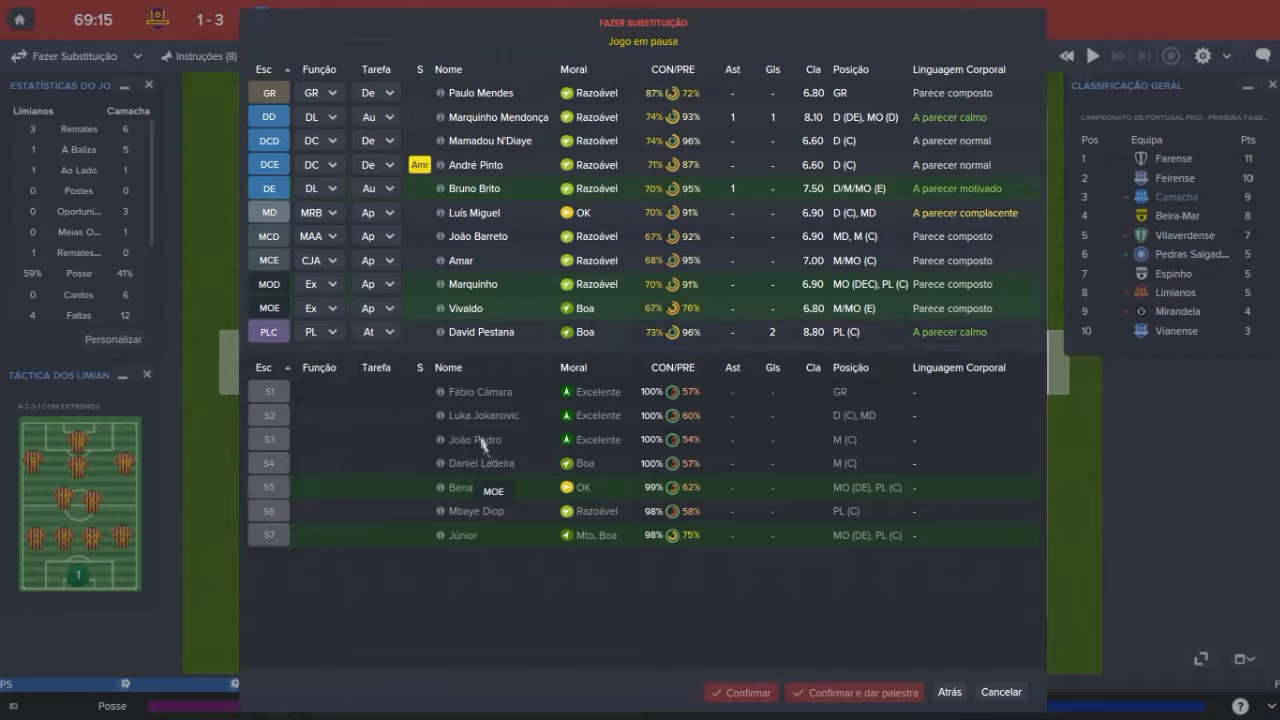 69:15 1 - 3
Fazer Substituição Instruções (8)
FAZER SUBSTITUIÇÃO
Jogo em pausa
ESTATÍSTICAS DO JO
Limianos Camacha
3 Remates 6
1 À Baliza 5
1 Ao Lado 1
0 Postes 0
0 Oportuni... 3
0 Meias O... 1
1 Remates... 0
59% Posse 41%
0 Cantos 6
4 Faltas 12
Personalizar
TÁCTICA DOS LIMIAN
4-2-3-1 COM EXTREMOS
1
Esc Função Tarefa S Nome Moral CON/PRE Ast Gls Cla Posição Linguagem Corporal
GR GR De Paulo Mendes Razoável 87% 72% - - 6.80 GR Parece composto
DD DL Au Marquinho Mendonça Razoável 74% 93% 1 1 8.10 D (DE), MO (D) A parecer calmo
DCD DC De Mamadou N'Diaye Razoável 74% 96% - - 6.60 D (C) A parecer normal
DCE DC De Amr André Pinto Razoável 71% 87% - - 6.60 D (C) A parecer normal
DE DL Au Bruno Brito Razoável 70% 95% 1 - 7.50 D/M/MO (E) A parecer motivado
MD MRB Ap Luís Miguel OK 70% 91% - - 6.90 D (C), MD A parecer complacente
MCD MAA Ap João Barreto Razoável 67% 92% - - 6.90 MD, M (C) Parece composto
MCE CJA Ap Amar Razoável 68% 95% - - 7.00 M/MO (C) Parece composto
MOD Ex Ap Marquinho Razoável 70% 91% - - 6.90 MO (DEC), PL (C) Parece composto
MOE Ex Ap Vivaldo Boa 67% 76% - - 6.80 M/MO (E) Parece composto
PLC PL At David Pestana Boa 73% 96% - 2 8.80 PL (C) A parecer calmo
Esc Função Tarefa S Nome Moral CON/PRE Ast Gls Cla Posição Linguagem Corporal
S1 Fábio Câmara Excelente 100% 57% - - - GR -
S2 Luka Jokanovic Excelente 100% 60% - - - D (C), MD -
S3 João Pedro Excelente 100% 54% - - - M (C) -
S4 Daniel Ladeira Boa 100% 57% - - - M (C) -
S5 Bena OK 99% 62% - - - MO (DE), PL (C) -
MOE
S6 Mbaye Diop Razoável 98% 58% - - - PL (C) -
S7 Júnior Mto. Boa 98% 75% - - - MO (DE), PL (C) -
Confirmar Confirmar e dar palestra Atrás Cancelar
CLASSIFICAÇÃO GERAL
CAMPEONATO DE PORTUGAL PRIO - PRIMEIRA FASE...
Pos Equipa Pts
1 Farense 11
2 Feirense 10
3 Camacha 9
4 Beira-Mar 8
5 Vilaverdense 7
6 Pedras Salgad... 5
7 Espinho 5
8 Limianos 5
9 Mirandela 4
10 Vianense 3
PS
Posse